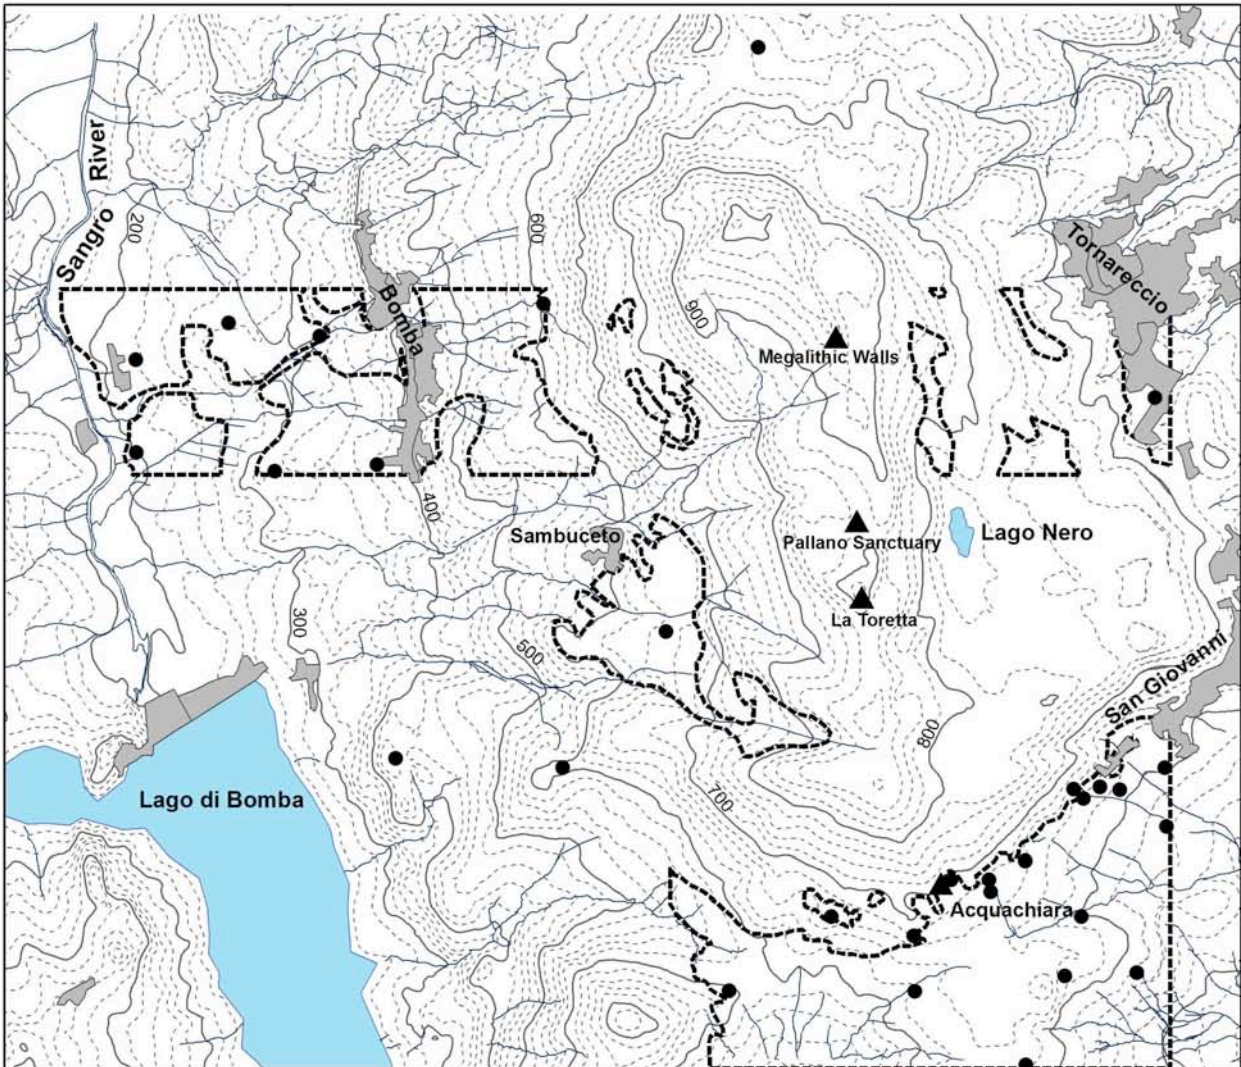 Sangro River
200
600
Bomba
Tornareccio
900
Megalithic Walls
400
Sambuceto
Pallano Sanctuary
Lago Nero
La Toretta
300
500
San Giovanni
800
700
Lago di Bomba
Acquachiara